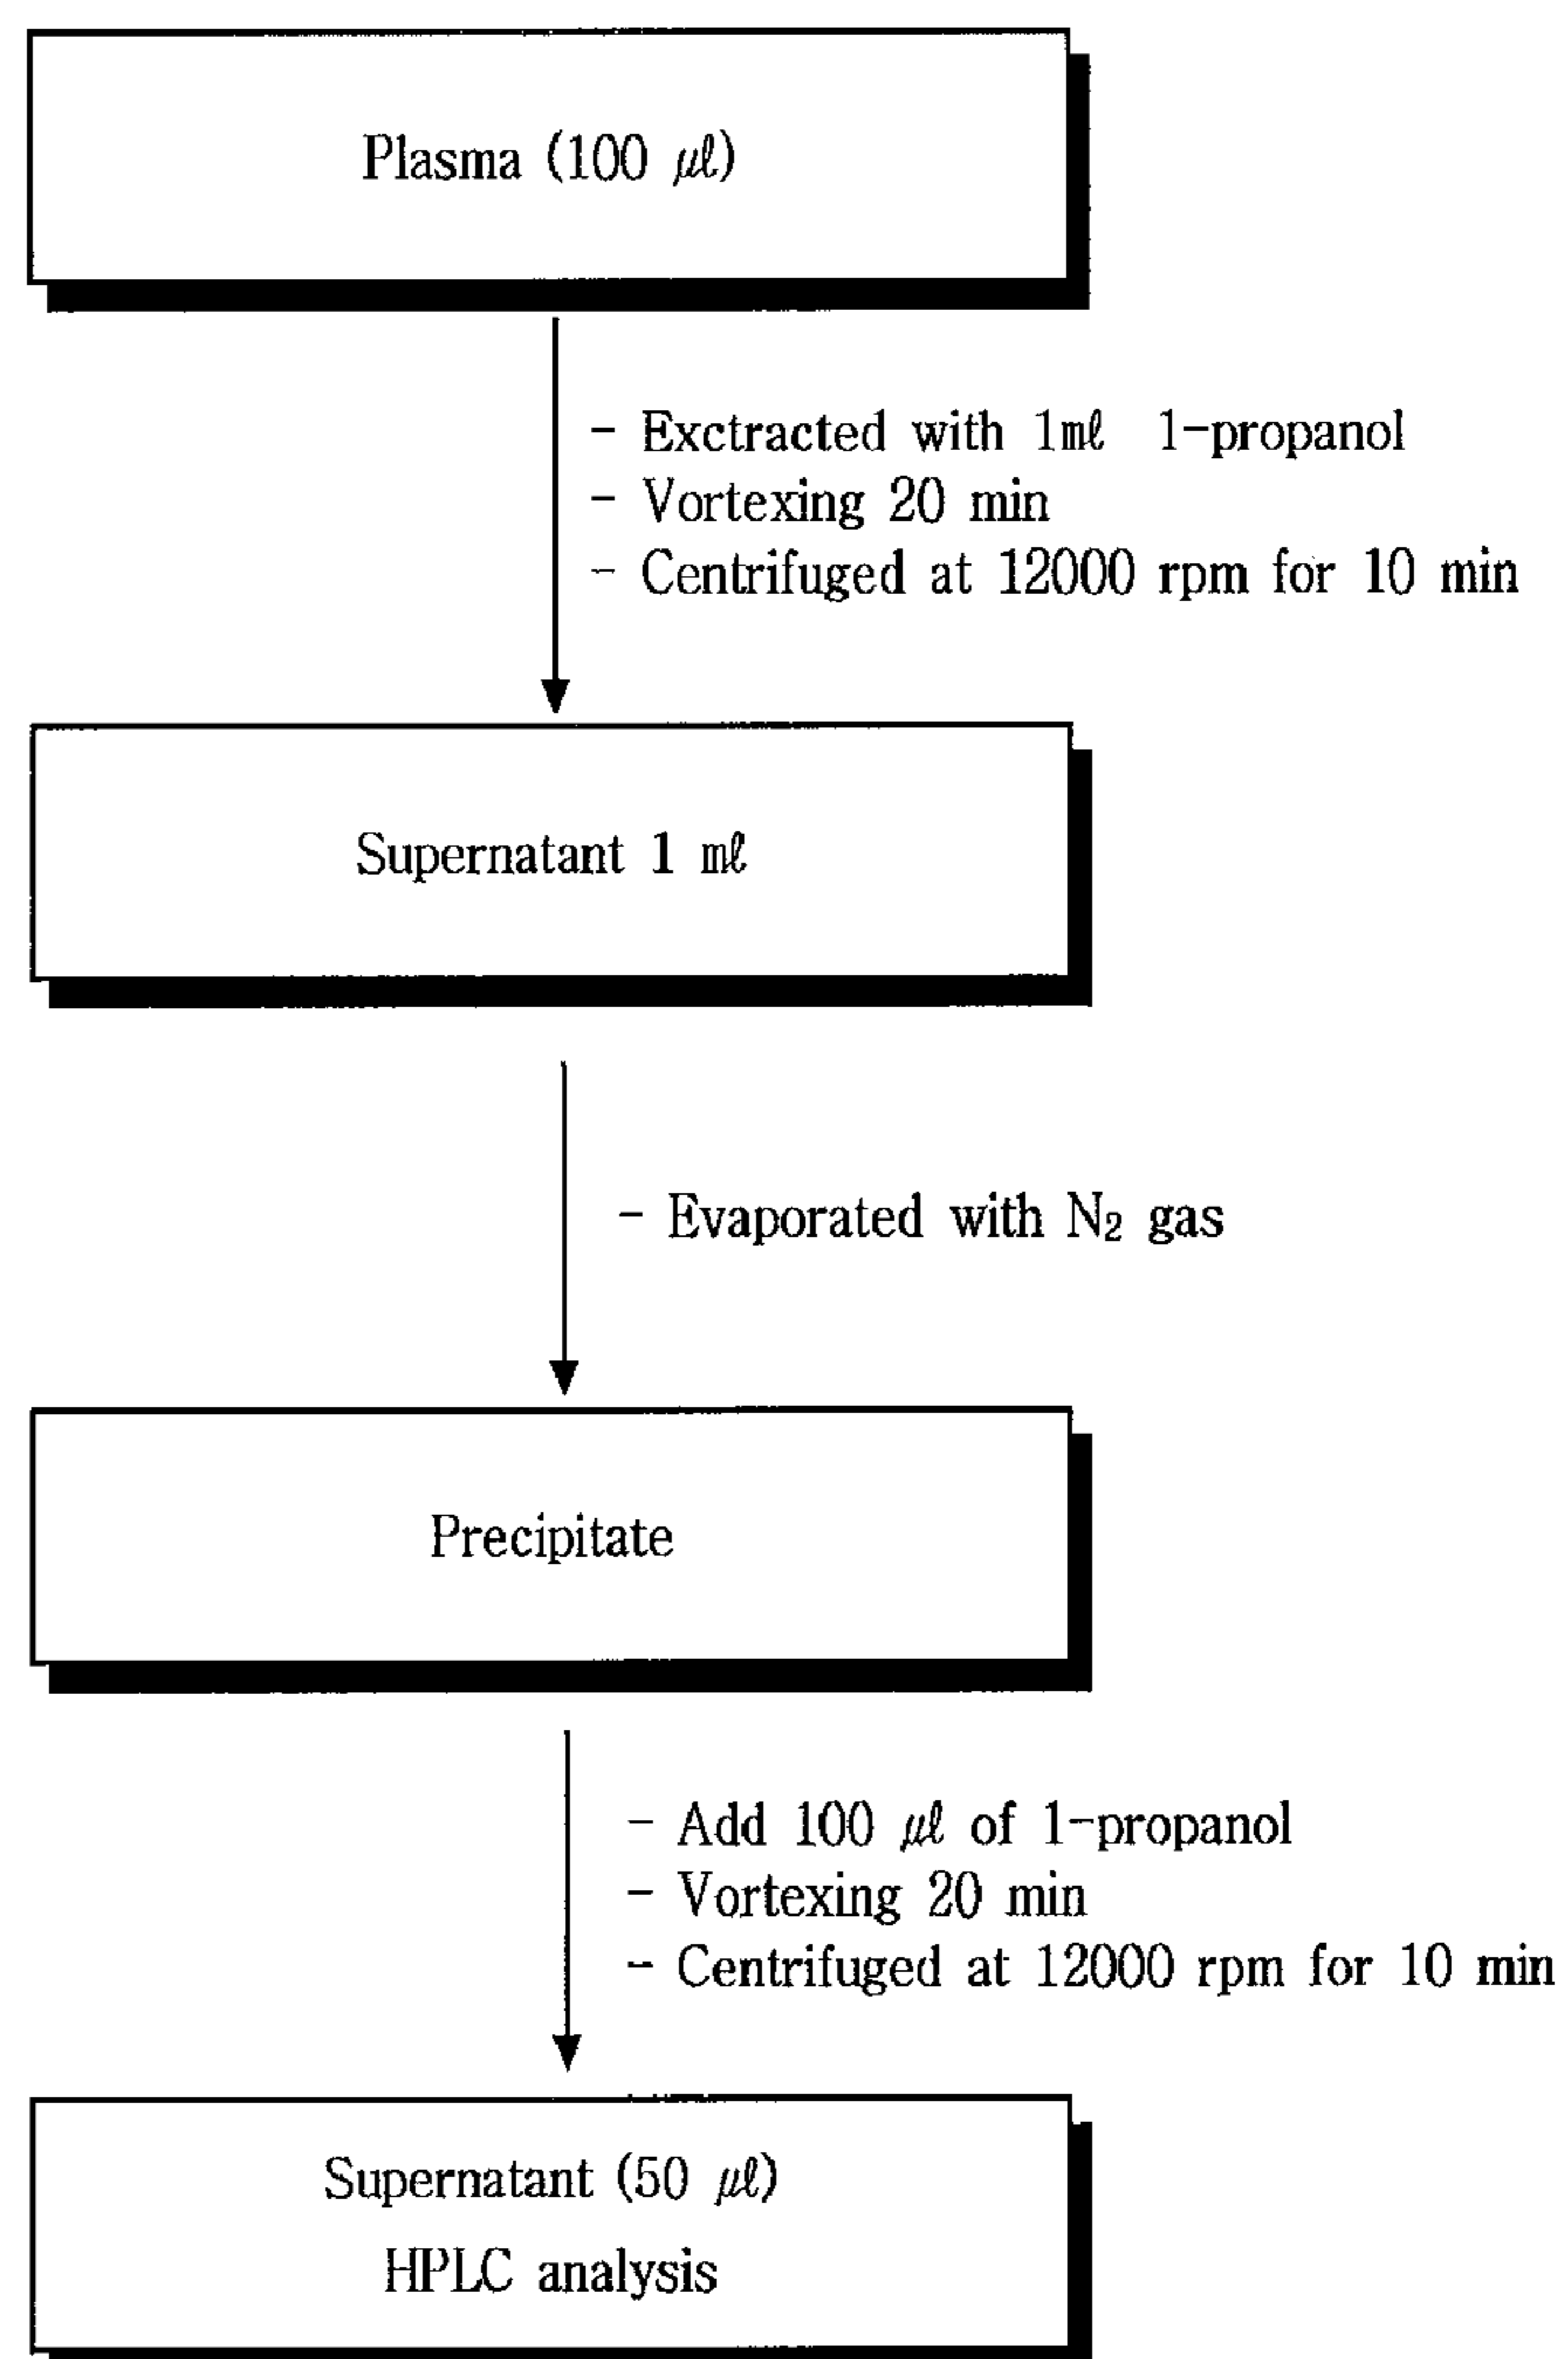 Plasma (100 ㎕)
- Exctracted with 1㎖ 1-propanol
- Vortexing 20 min
- Centrifuged at 12000 rpm for 10 min
Supernatant 1 ㎖
- Evaporated with N₂ gas
Precipitate
- Add 100 ㎕ of 1-propanol
- Vortexing 20 min
- Centrifuged at 12000 rpm for 10 min
Supernatant (50 ㎕)
HPLC analysis